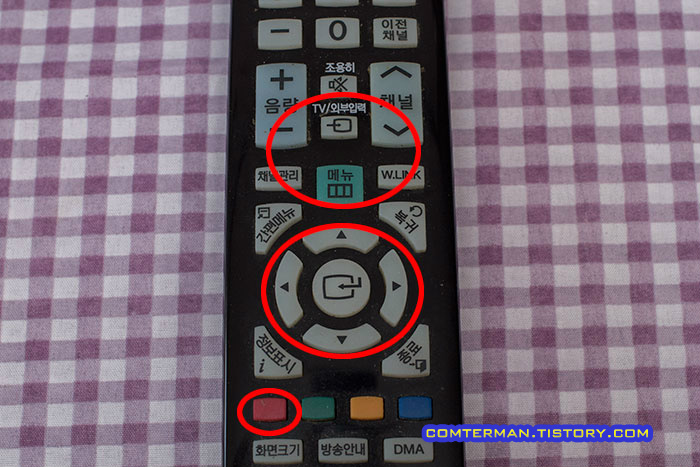 − 0 이전
채널
조용히
+
음량 채널
TV/외부입력
−
채널관리 메뉴 W.LINK
간편메뉴 복귀
정보표시 종료
i
COMTERMAN.TISTORY.COM
화면크기 방송안내 DMA